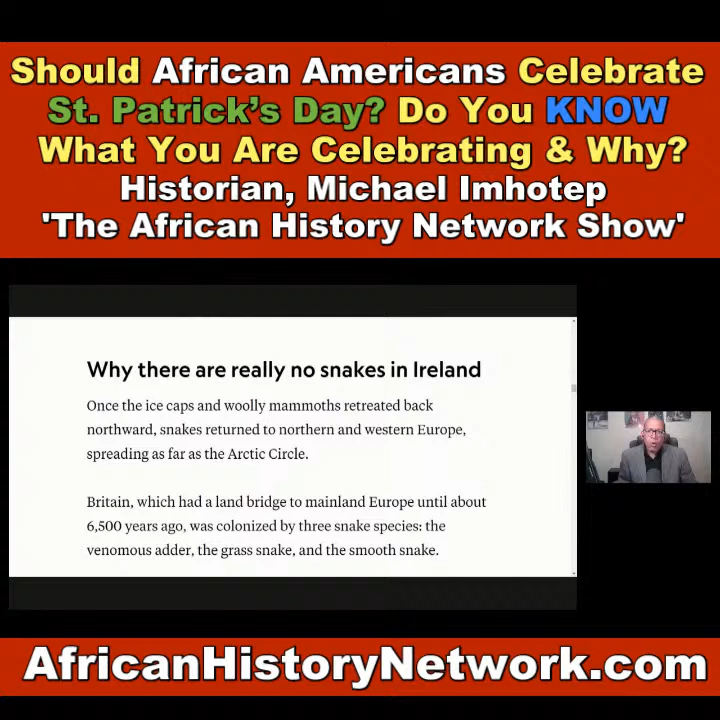 Should African Americans Celebrate
St. Patrick's Day? Do You KNOW
What You Are Celebrating & Why?
Historian, Michael Imhotep
'The African History Network Show'
Why there are really no snakes in Ireland
Once the ice caps and woolly mammoths retreated back
northward, snakes returned to northern and western Europe,
spreading as far as the Arctic Circle.
Britain, which had a land bridge to mainland Europe until about
6,500 years ago, was colonized by three snake species: the
venomous adder, the grass snake, and the smooth snake.
AfricanHistoryNetwork.com